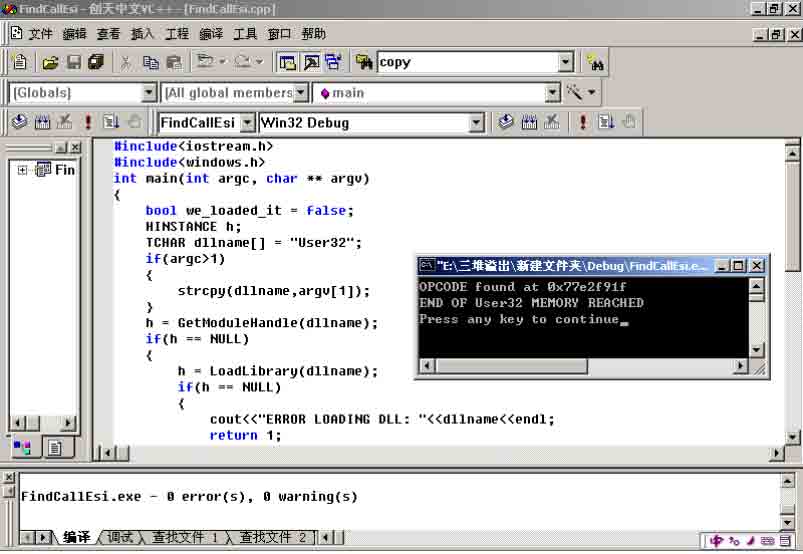 FindCallEsi - 创天中文VC++ - [FindCallEsi.cpp]
文件 编辑 查看 插入 工程 编译 工具 窗口 帮助
copy
(Globals) (All global members main
FindCallEsi Win32 Debug
Fin
#include<iostream.h>
#include<windows.h>
int main(int argc, char ** argv)
{
bool we_loaded_it = false;
HINSTANCE h;
TCHAR dllname[] = "User32";
if(argc>1)
{
strcpy(dllname,argv[1]);
}
h = GetModuleHandle(dllname);
if(h == NULL)
{
h = LoadLibrary(dllname);
if(h == NULL)
{
cout<<"ERROR LOADING DLL: "<<dllname<<endl;
return 1;
"E:\三堆溢出\新建文件夹\Debug\FindCallEsi.e...
OPCODE found at 0x77e2f91f
END OF User32 MEMORY REACHED
Press any key to continue_
FindCallEsi.exe - 0 error(s), 0 warning(s)
编译 调试 查找文件 1 查找文件 2
中